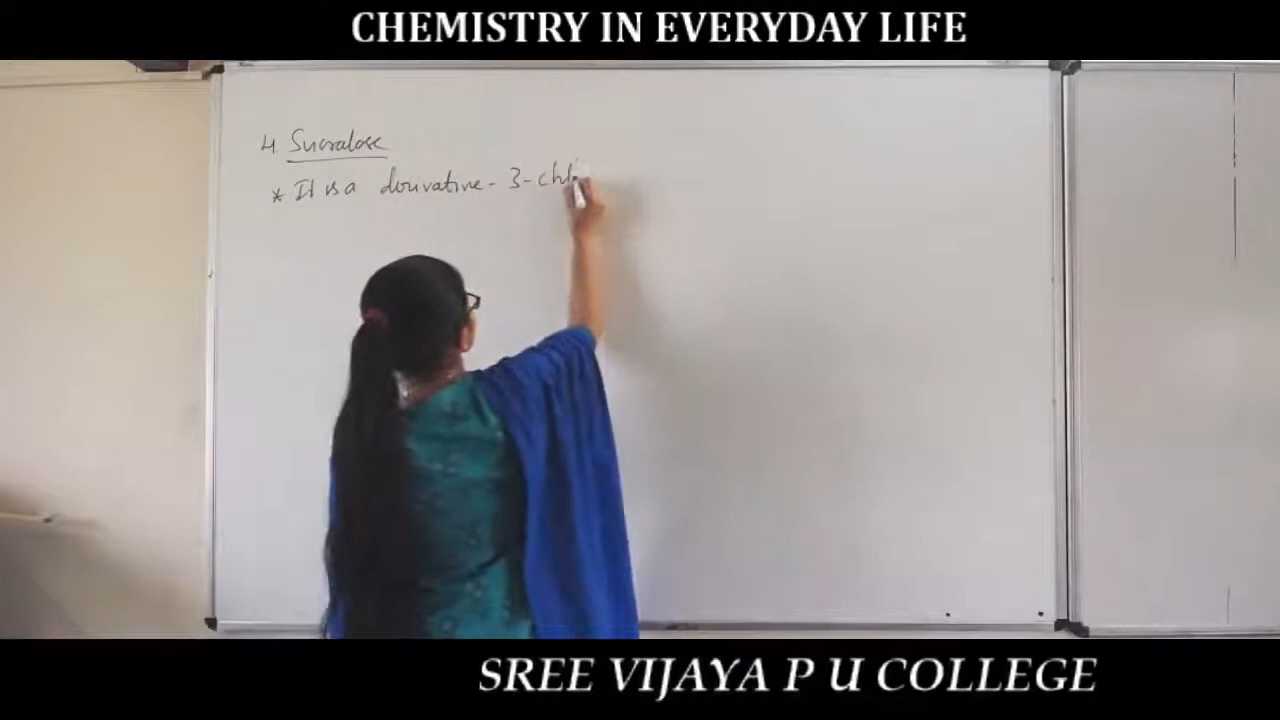 CHEMISTRY IN EVERYDAY LIFE
4. Sucralose
* It is a derivative - 3-chl
SREE VIJAYA P U COLLEGE